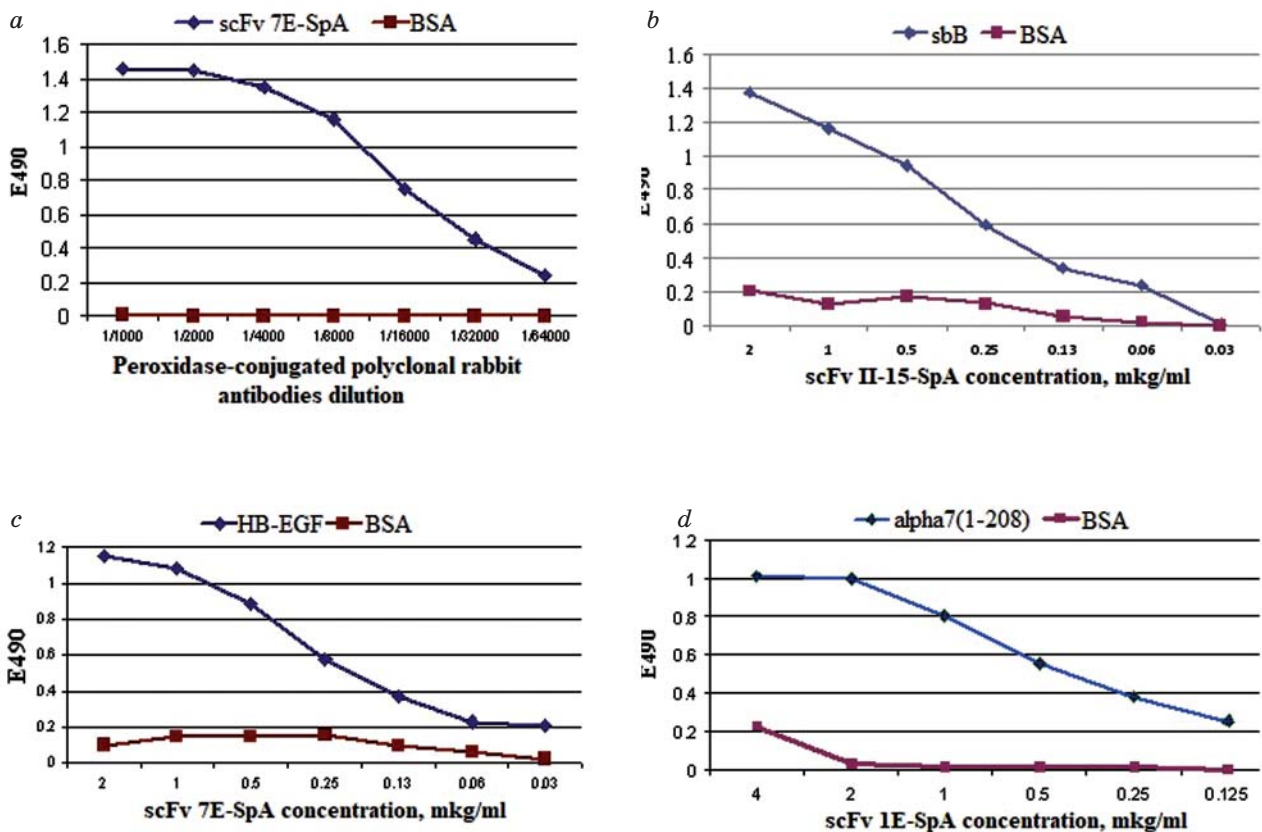 a
scFv 7E-SpA BSA
1.6
1.4
1.2
1
0.8
0.6
0.4
0.2
0
E490
1/1000 1/2000 1/4000 1/8000 1/16000 1/32000 1/64000
Peroxidase-conjugated polyclonal rabbit
antibodies dilution
b
sbB BSA
1.6
1.4
1.2
1
0.8
0.6
0.4
0.2
0
E490
2 1 0.5 0.25 0.13 0.06 0.03
scFv II-15-SpA concentration, mkg/ml
c
HB-EGF BSA
12
1
0.8
0.6
0.4
0.2
0
E490
2 1 0.5 0.25 0.13 0.06 0.03
scFv 7E-SpA concentration, mkg/ml
d
alpha7(1-208) BSA
1.2
1
0.8
0.6
0.4
0.2
0
E490
4 2 1 0.5 0.25 0.125
scFv 1E-SpA concentration, mkg/ml